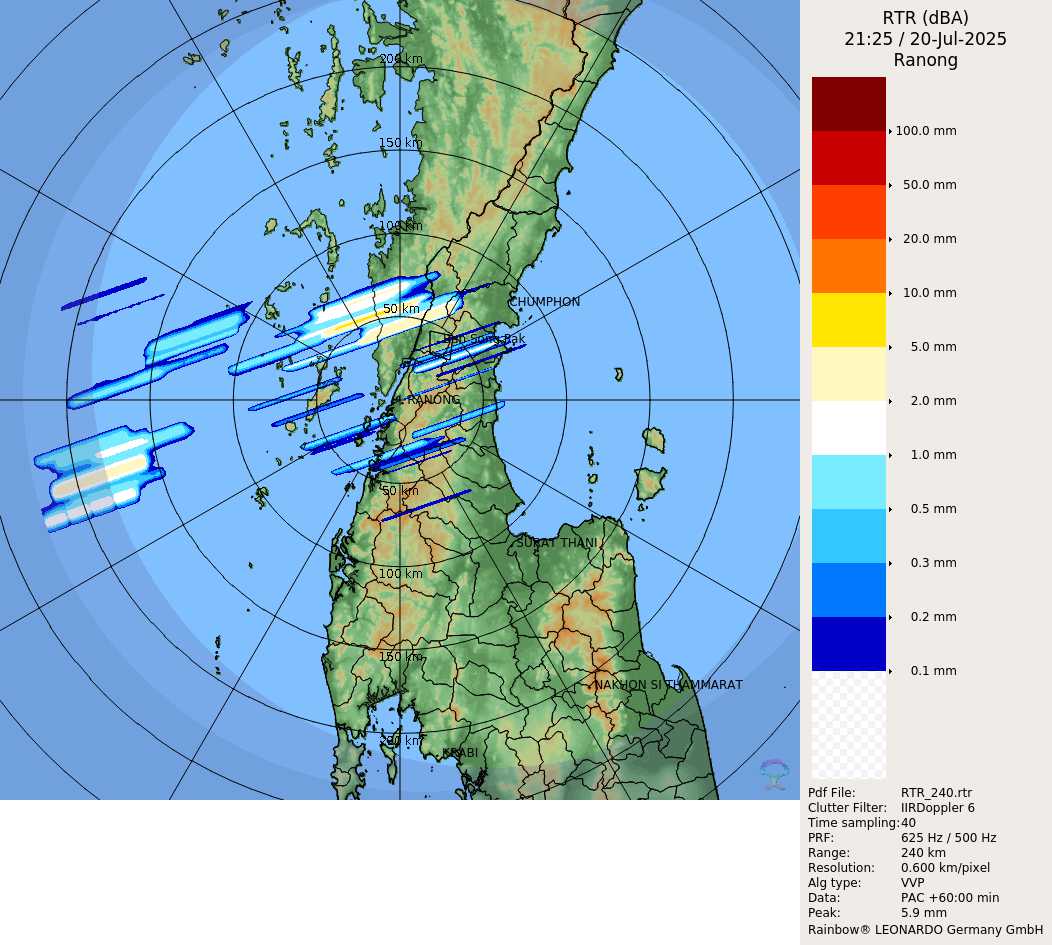 RTR (dBA)
21:25 / 20-Jul-2025
Ranong
100.0 mm
50.0 mm
20.0 mm
10.0 mm
5.0 mm
2.0 mm
1.0 mm
0.5 mm
0.3 mm
0.2 mm
0.1 mm
200 km
150 km
100 km
CHUMPHON
50 km
RANONG
50 km
SURAT THANI
100 km
150 km
NAKHON SI THAMMARAT
200 km
KRABI
Pdf File: RTR_240.rtr
Clutter Filter: IIRDoppler 6
Time sampling: 40
PRF: 625 Hz / 500 Hz
Range: 240 km
Resolution: 0.600 km/pixel
Alg type: VVP
Data: PAC +60:00 min
Peak: 5.9 mm
Rainbow® LEONARDO Germany GmbH